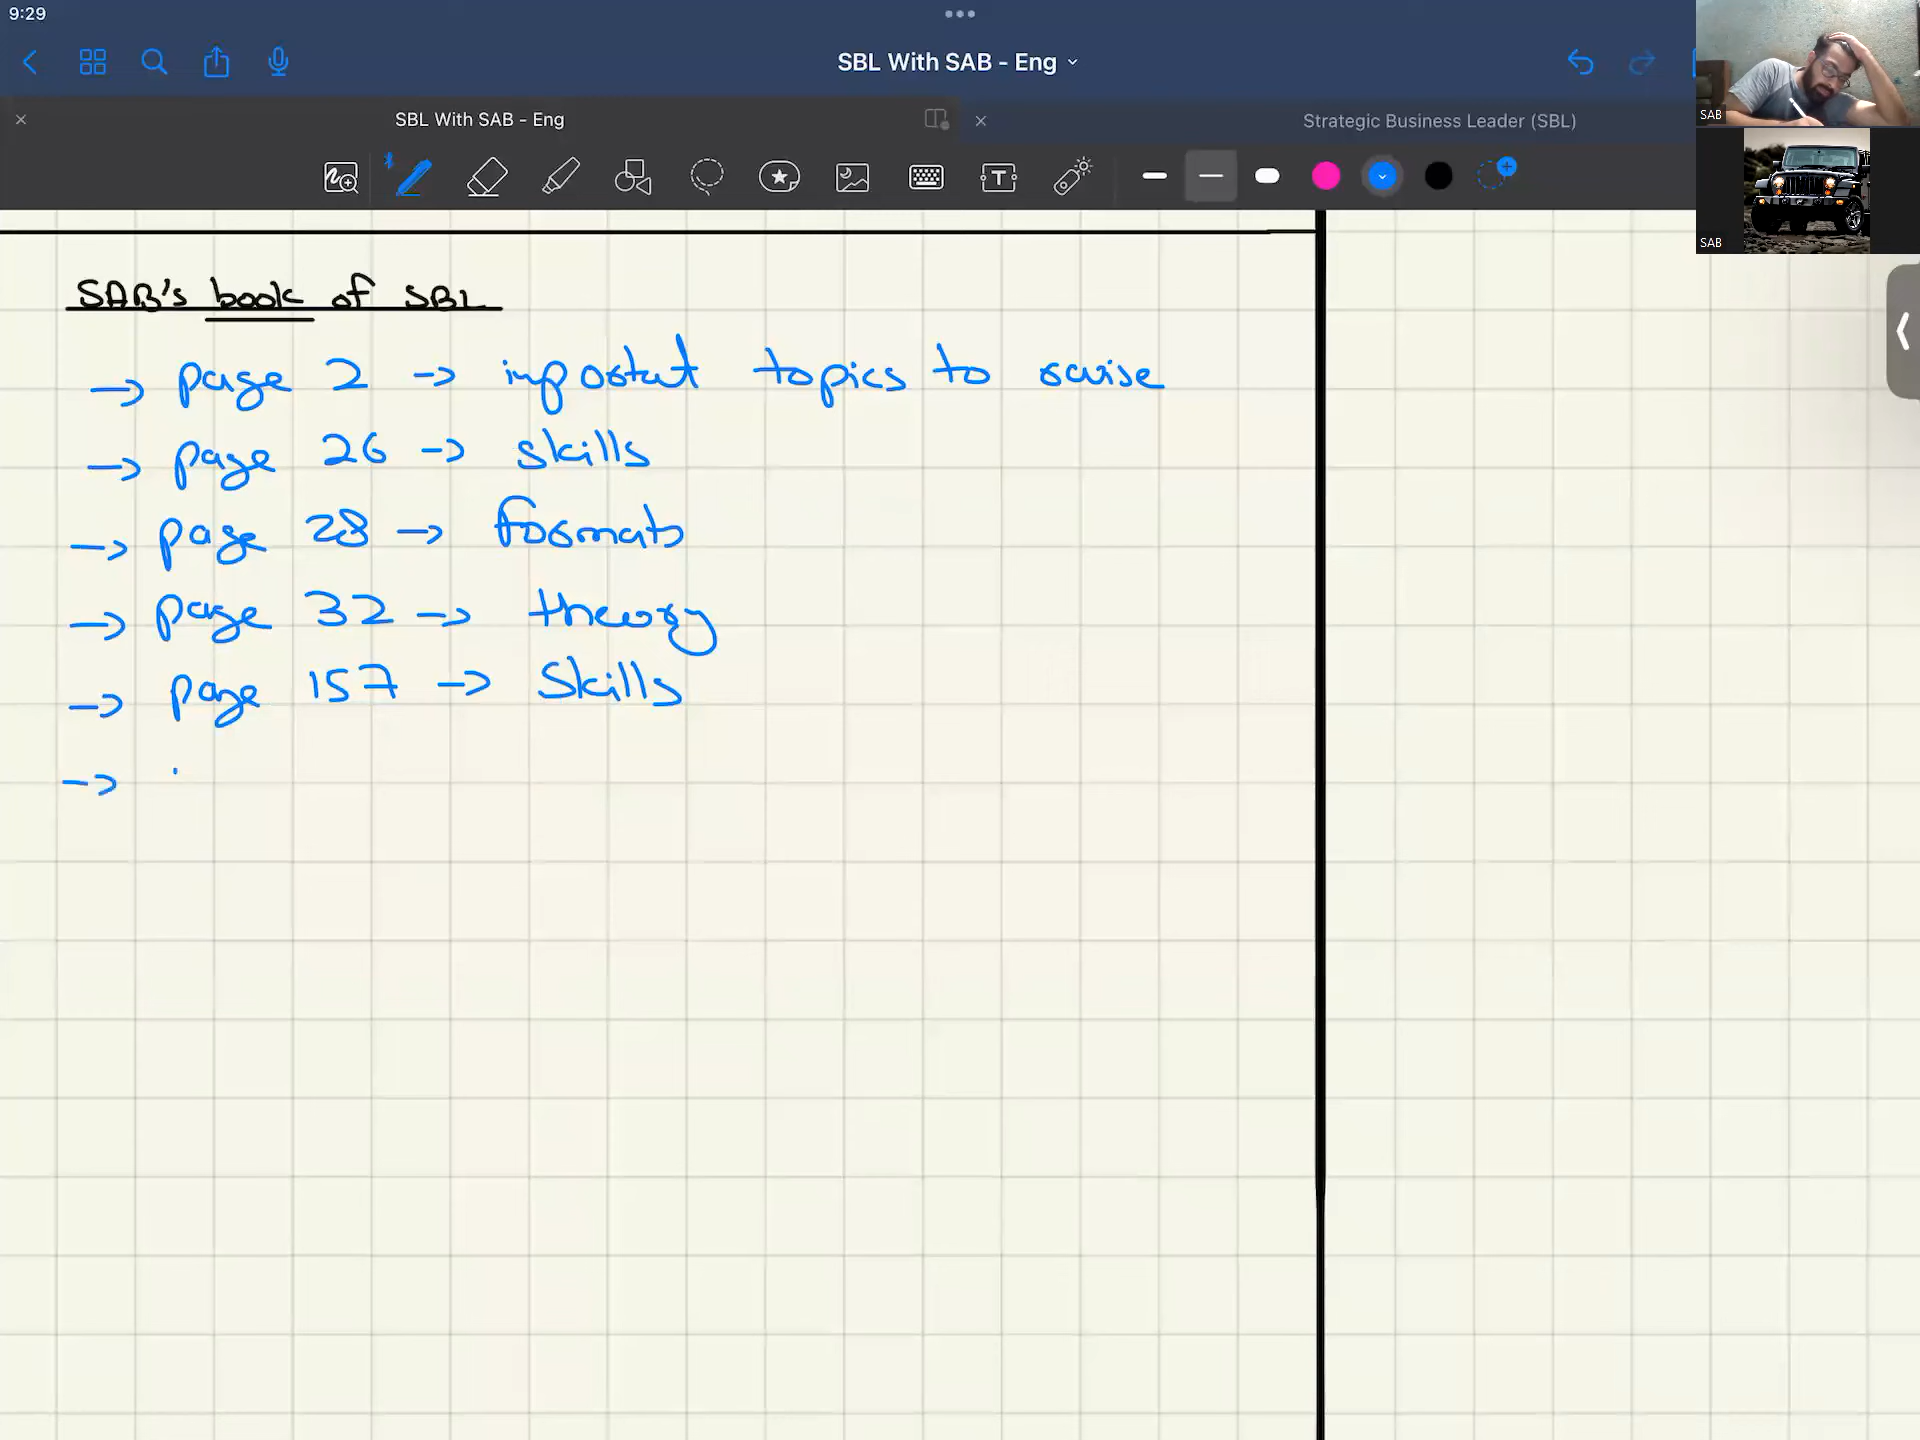 9:29
SBL With SAB - Eng
SBL With SAB - Eng
Strategic Business Leader (SBL)
SAB
SAB
SAB's book of SBL
→ page 2 → important topics to revise
→ page 26 → skills
→ page 28 → formats
→ page 32 → theory
→ page 157 → Skills
→